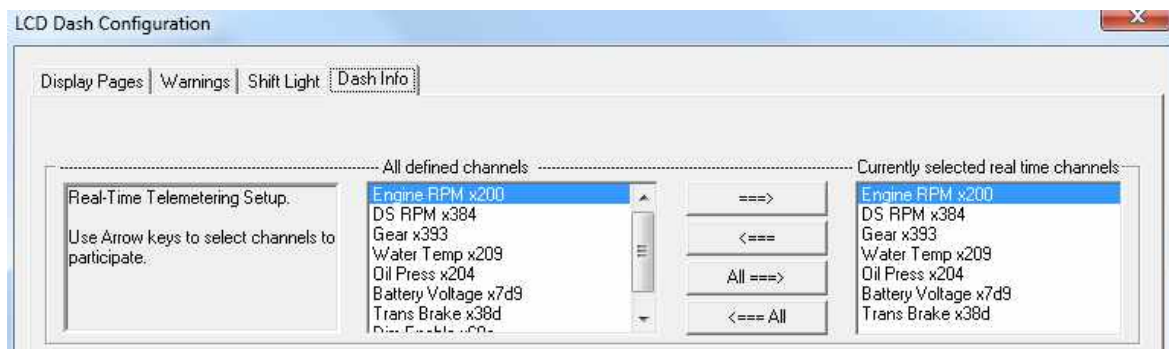 LCD Dash Configuration
Display Pages Warnings Shift Light Dash Info
All defined channels
Currently selected real time channels
Real-Time Telemetering Setup.
Use Arrow keys to select channels to
participate.
Engine RPM x200
DS RPM x384
Gear x393
Water Temp x209
Oil Press x204
Battery Voltage x7d9
Trans Brake x38d
===>
<===
All ===>
<=== All
Engine RPM x200
DS RPM x384
Gear x393
Water Temp x209
Oil Press x204
Battery Voltage x7d9
Trans Brake x38d